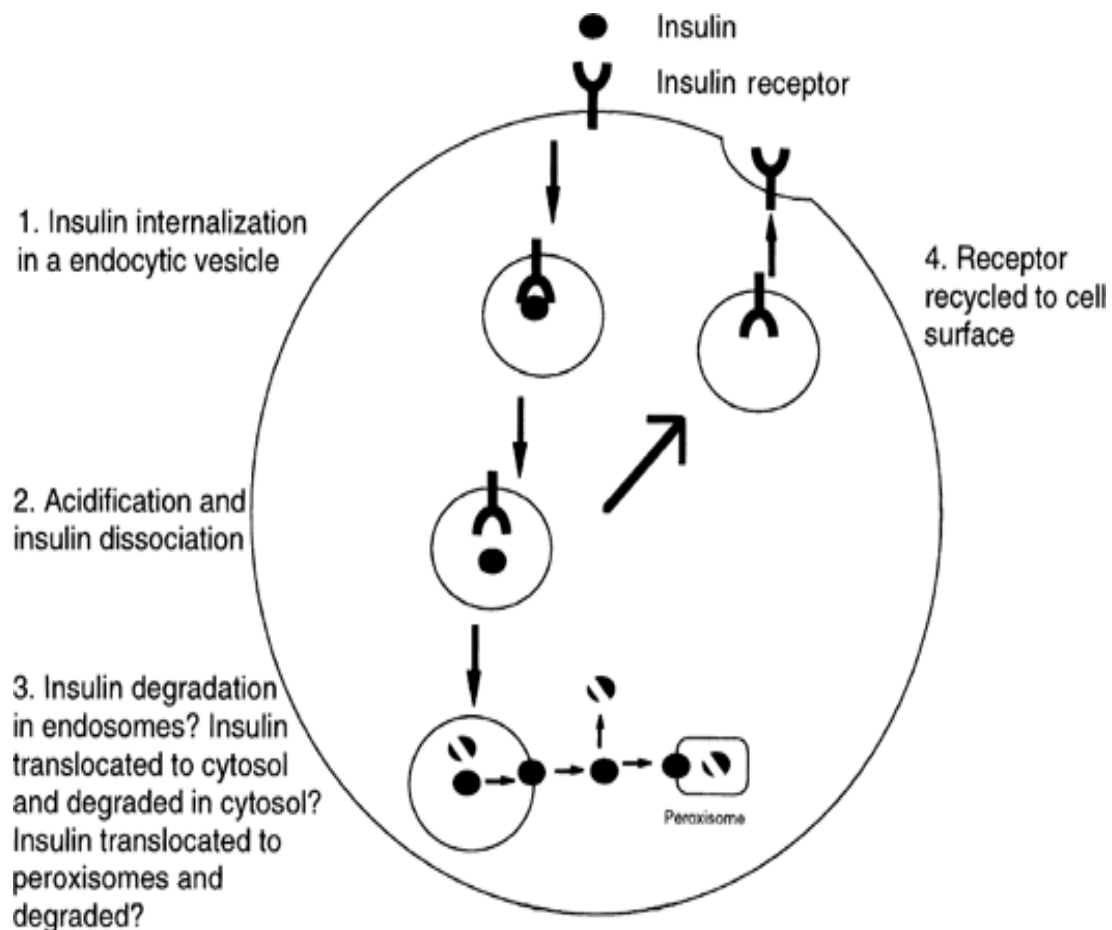 Insulin
Insulin receptor
1. Insulin internalization
in a endocytic vesicle
4. Receptor
recycled to cell
surface
2. Acidification and
insulin dissociation
3. Insulin degradation
in endosomes? Insulin
translocated to cytosol
and degraded in cytosol?
Insulin translocated to
peroxisomes and
degraded?
Peroxisome